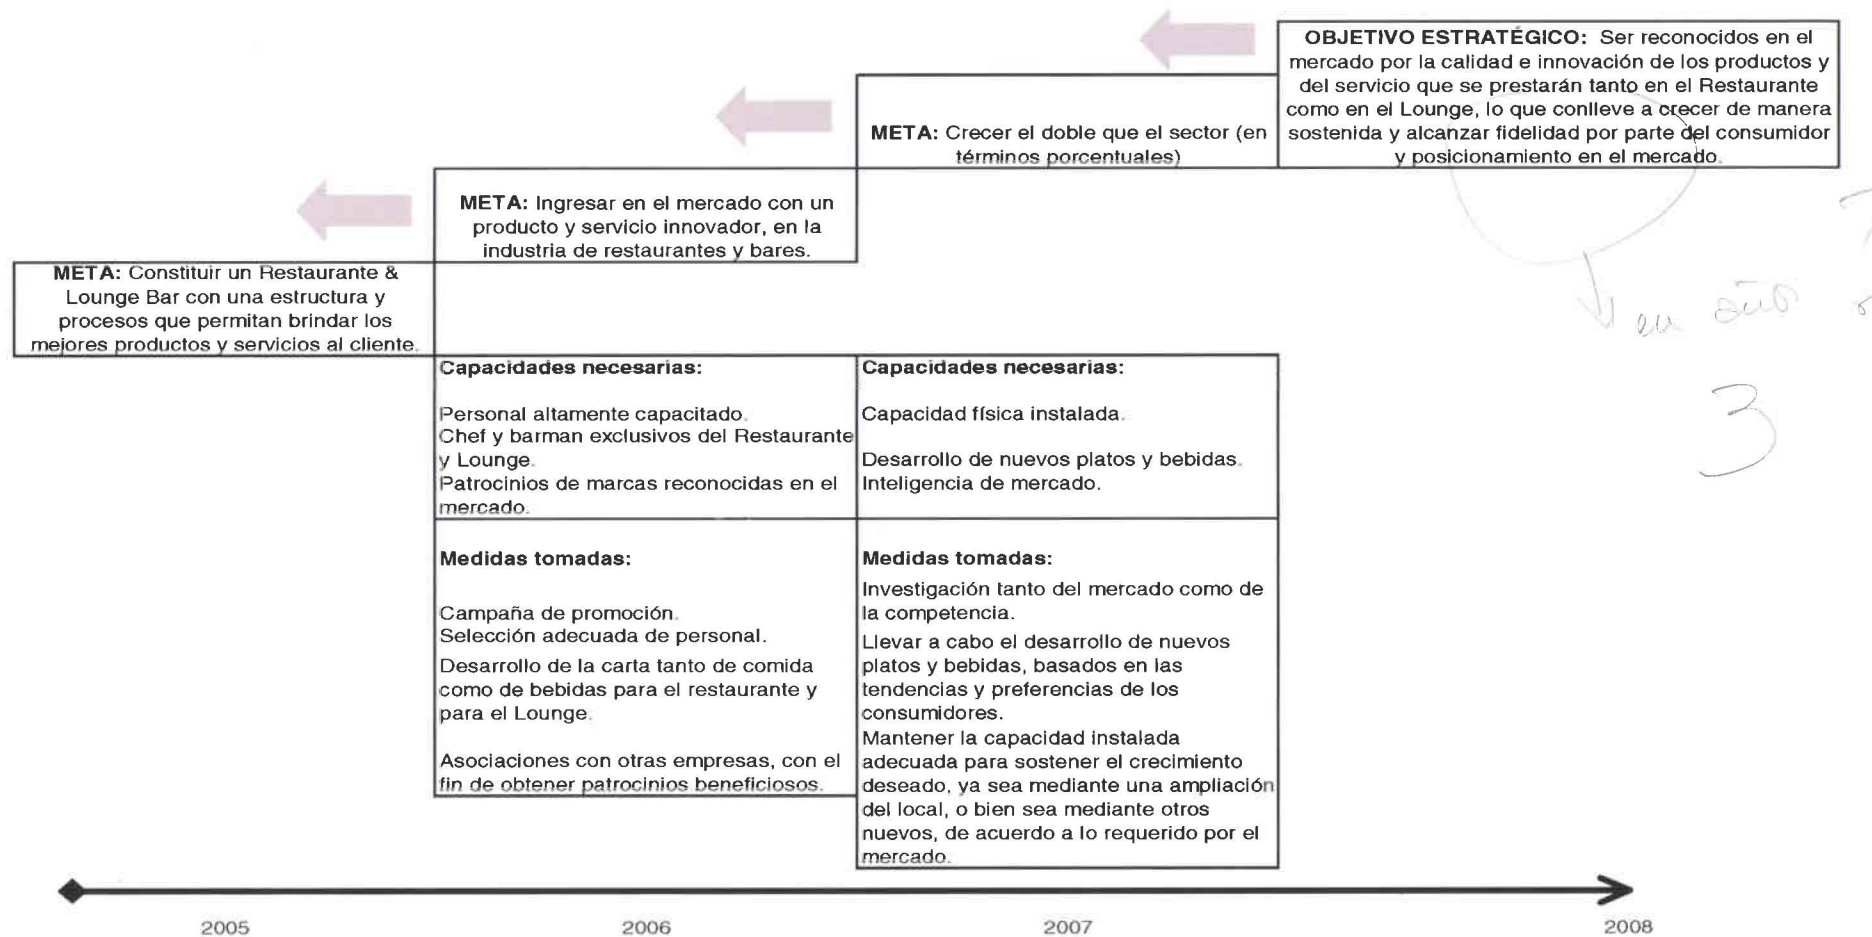 OBJETIVO ESTRATÉGICO: Ser reconocidos en el
mercado por la calidad e innovación de los productos y
del servicio que se prestarán tanto en el Restaurante
como en el Lounge, lo que conlleve a crecer de manera
sostenida y alcanzar fidelidad por parte del consumidor
y posicionamiento en el mercado.
META: Crecer el doble que el sector (en
términos porcentuales)
META: Ingresar en el mercado con un
producto y servicio innovador, en la
industria de restaurantes y bares.
META: Constituir un Restaurante &
Lounge Bar con una estructura y
procesos que permitan brindar los
mejores productos y servicios al cliente.
en año
3
Capacidades necesarias:
Personal altamente capacitado.
Chef y barman exclusivos del Restaurante
y Lounge.
Patrocinios de marcas reconocidas en el
mercado.
Capacidades necesarias:
Capacidad física instalada.
Desarrollo de nuevos platos y bebidas.
Inteligencia de mercado.
Medidas tomadas:
Campaña de promoción.
Selección adecuada de personal.
Desarrollo de la carta tanto de comida
como de bebidas para el restaurante y
para el Lounge.
Asociaciones con otras empresas, con el
fin de obtener patrocinios beneficiosos.
Medidas tomadas:
Investigación tanto del mercado como de
la competencia.
Llevar a cabo el desarrollo de nuevos
platos y bebidas, basados en las
tendencias y preferencias de los
consumidores.
Mantener la capacidad instalada
adecuada para sostener el crecimiento
deseado, ya sea mediante una ampliación
del local, o bien sea mediante otros
nuevos, de acuerdo a lo requerido por el
mercado.
2005
2006
2007
2008